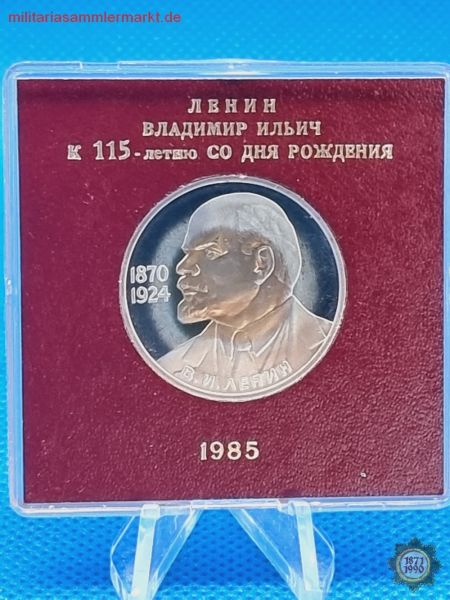 militariasammlermarkt.de
ЛЕНИН
ВЛАДИМИР ИЛЬИЧ
К 115-летию СО ДНЯ РОЖДЕНИЯ
1870
1924
В.И.ЛЕНИН
1985
1871
1990